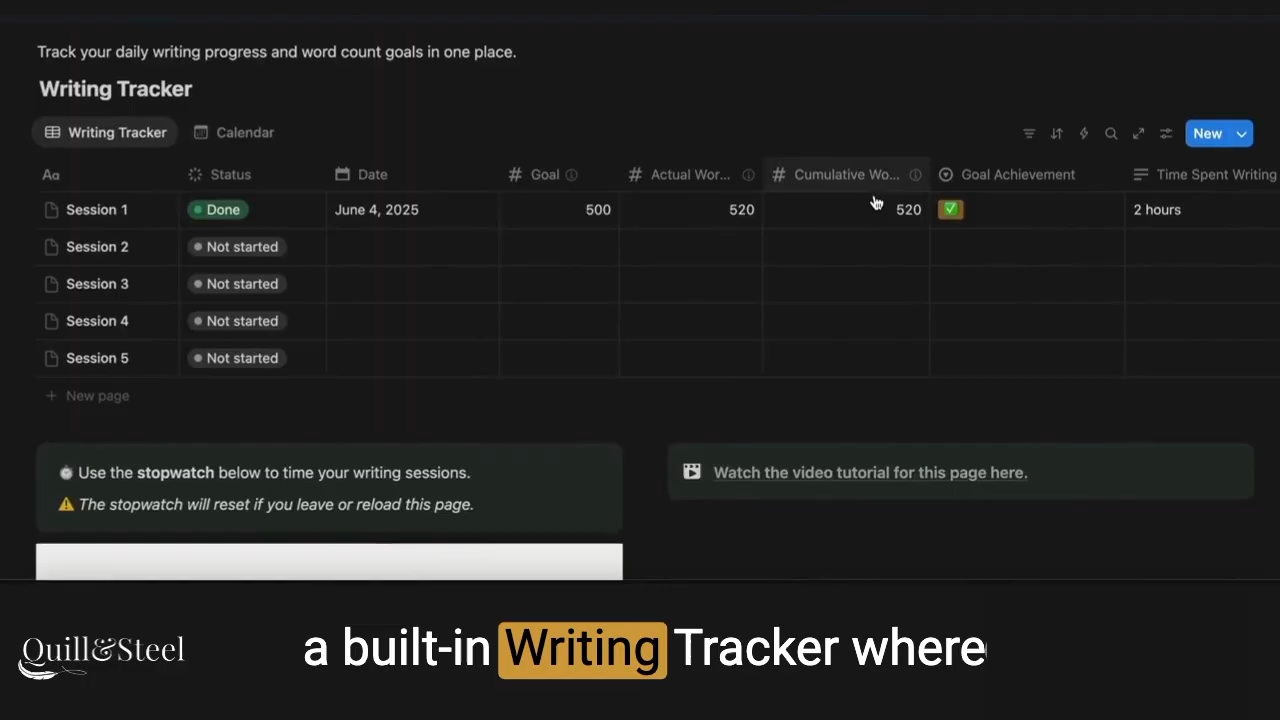 Track your daily writing progress and word count goals in one place.
Writing Tracker
Writing Tracker Calendar New
Aa Status Date # Goal # Actual Wor... # Cumulative Wo... Goal Achievement Time Spent Writing
Session 1 Done June 4, 2025 500 520 520 ✅ 2 hours
Session 2 Not started
Session 3 Not started
Session 4 Not started
Session 5 Not started
+ New page
Use the stopwatch below to time your writing sessions.
The stopwatch will reset if you leave or reload this page.
Watch the video tutorial for this page here.
Quill&Steel
a built-in Writing Tracker where